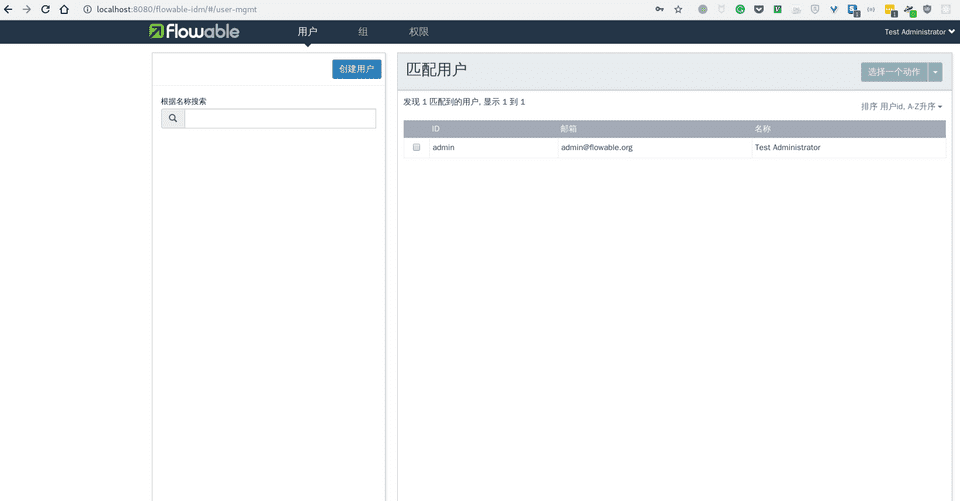 localhost:8080/flowable-idm/#/user-mgmt
flowable
用户
组
权限
Test Administrator
创建用户
根据名称搜索
匹配用户
选择一个动作
发现 1 匹配到的用户, 显示 1 到 1
排序 用户id, A-Z升序
ID 邮箱 名称
admin admin@flowable.org Test Administrator